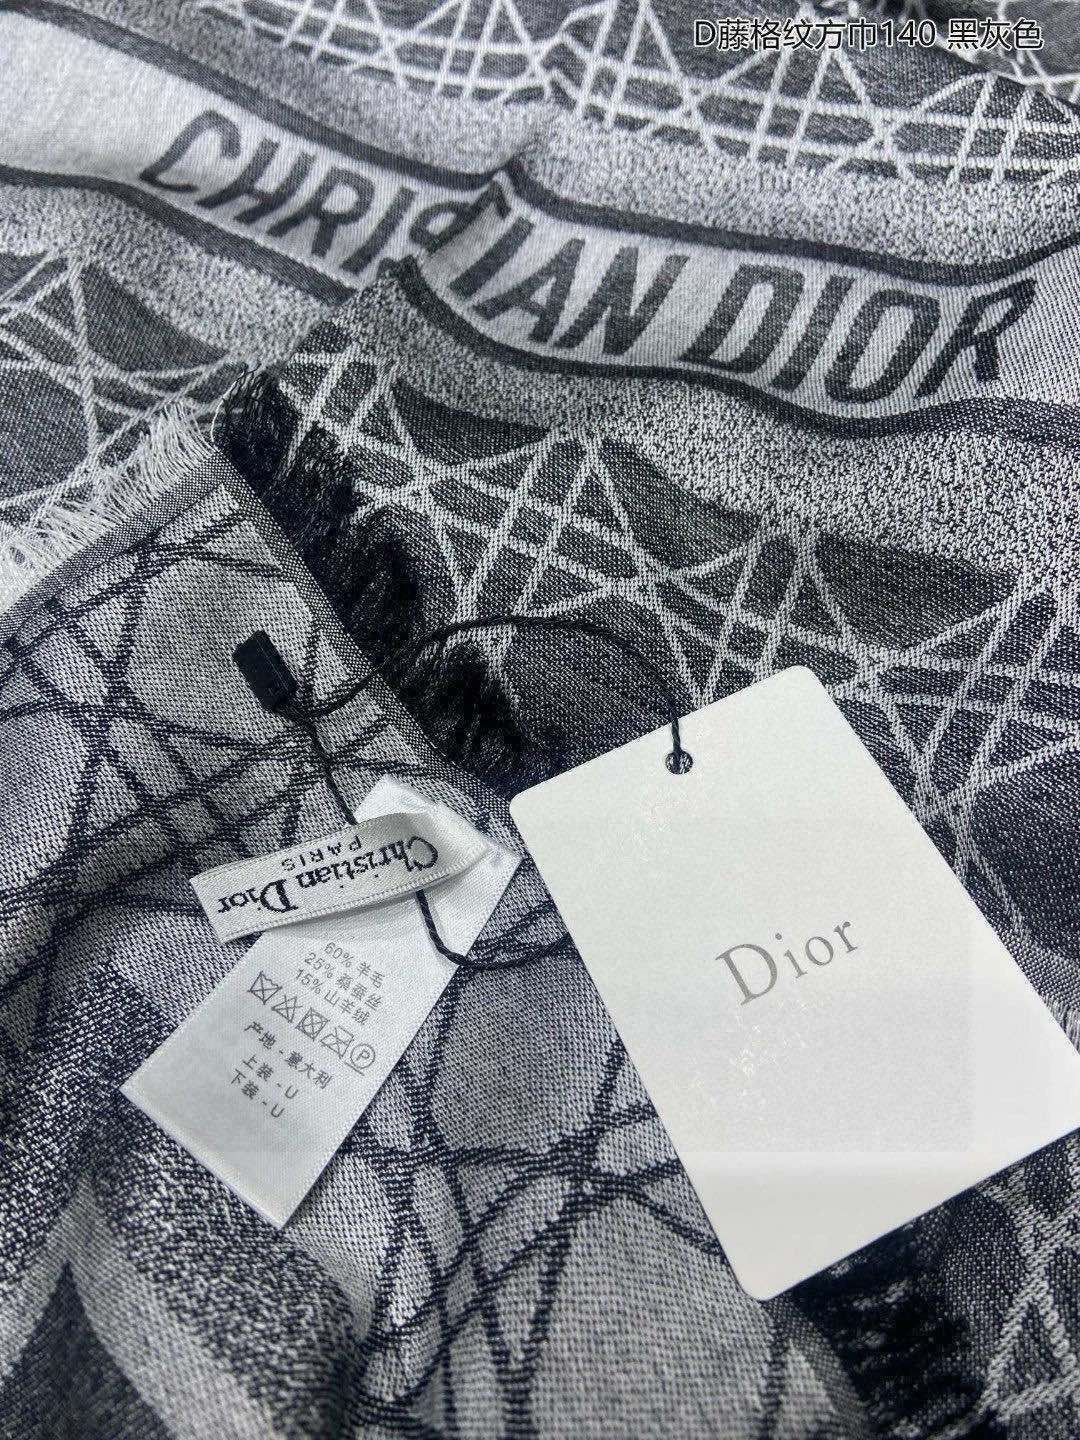 D藤格纹方巾140 黑灰色
CHRISTIAN DIOR
Christian Dior
PARIS
60% 羊毛
25% 桑蚕丝
15% 山羊绒
P
产地 - 意大利
上装 - U
下装 - U
Dior